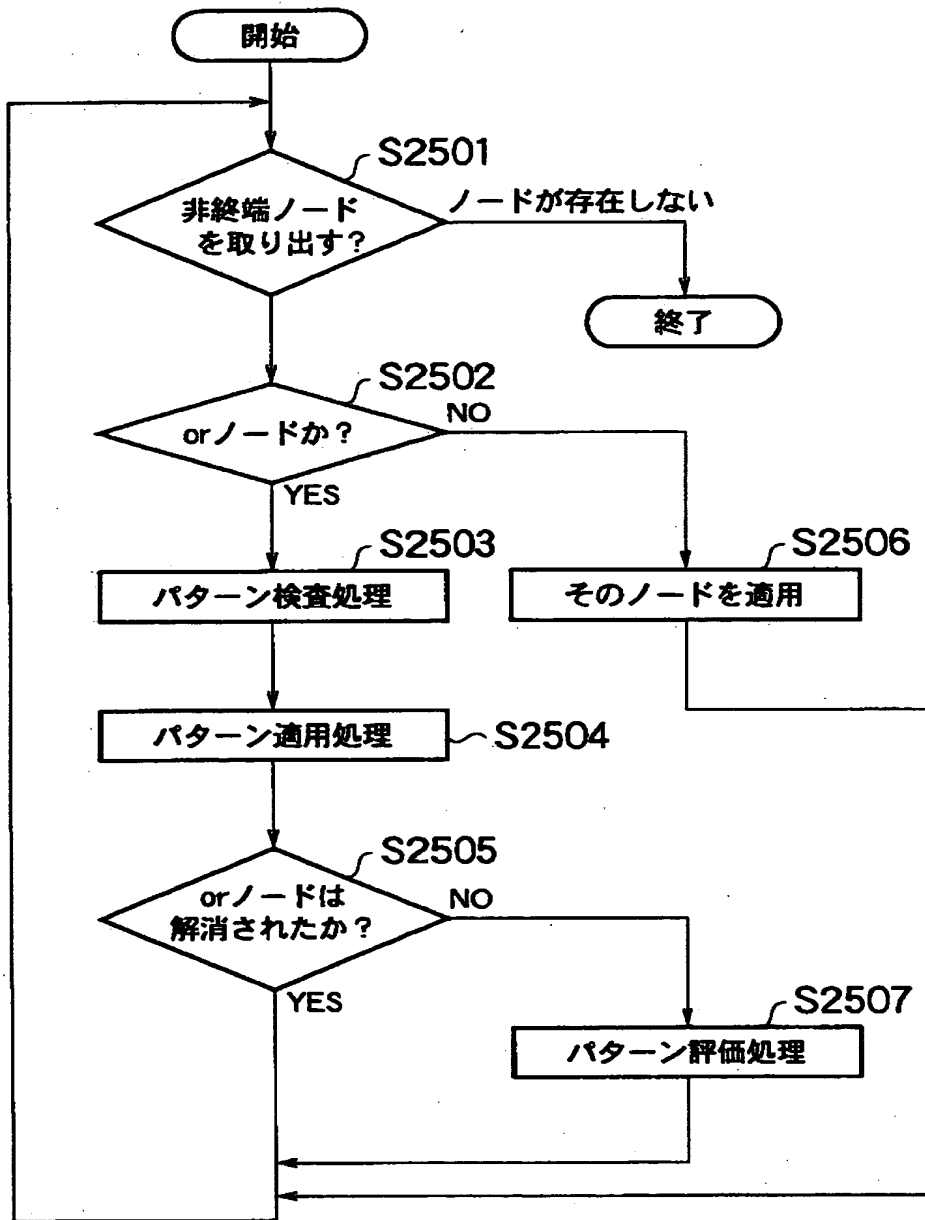 開始
S2501
非終端ノード
を取り出す？
ノードが存在しない
終了
S2502
orノードか？
NO
YES
S2503
パターン検査処理
S2506
そのノードを適用
パターン適用処理
S2504
S2505
orノードは
解消されたか？
NO
YES
S2507
パターン評価処理